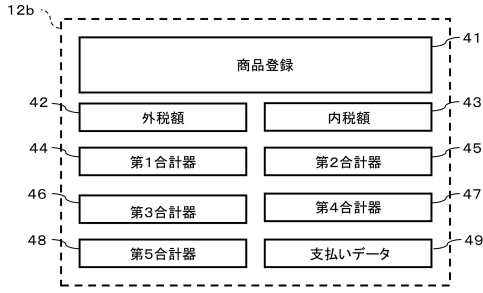 12b
商品登録
41
42
外税額
内税額
43
44
第1合計器
第2合計器
45
46
第3合計器
第4合計器
47
48
第5合計器
支払いデータ
49